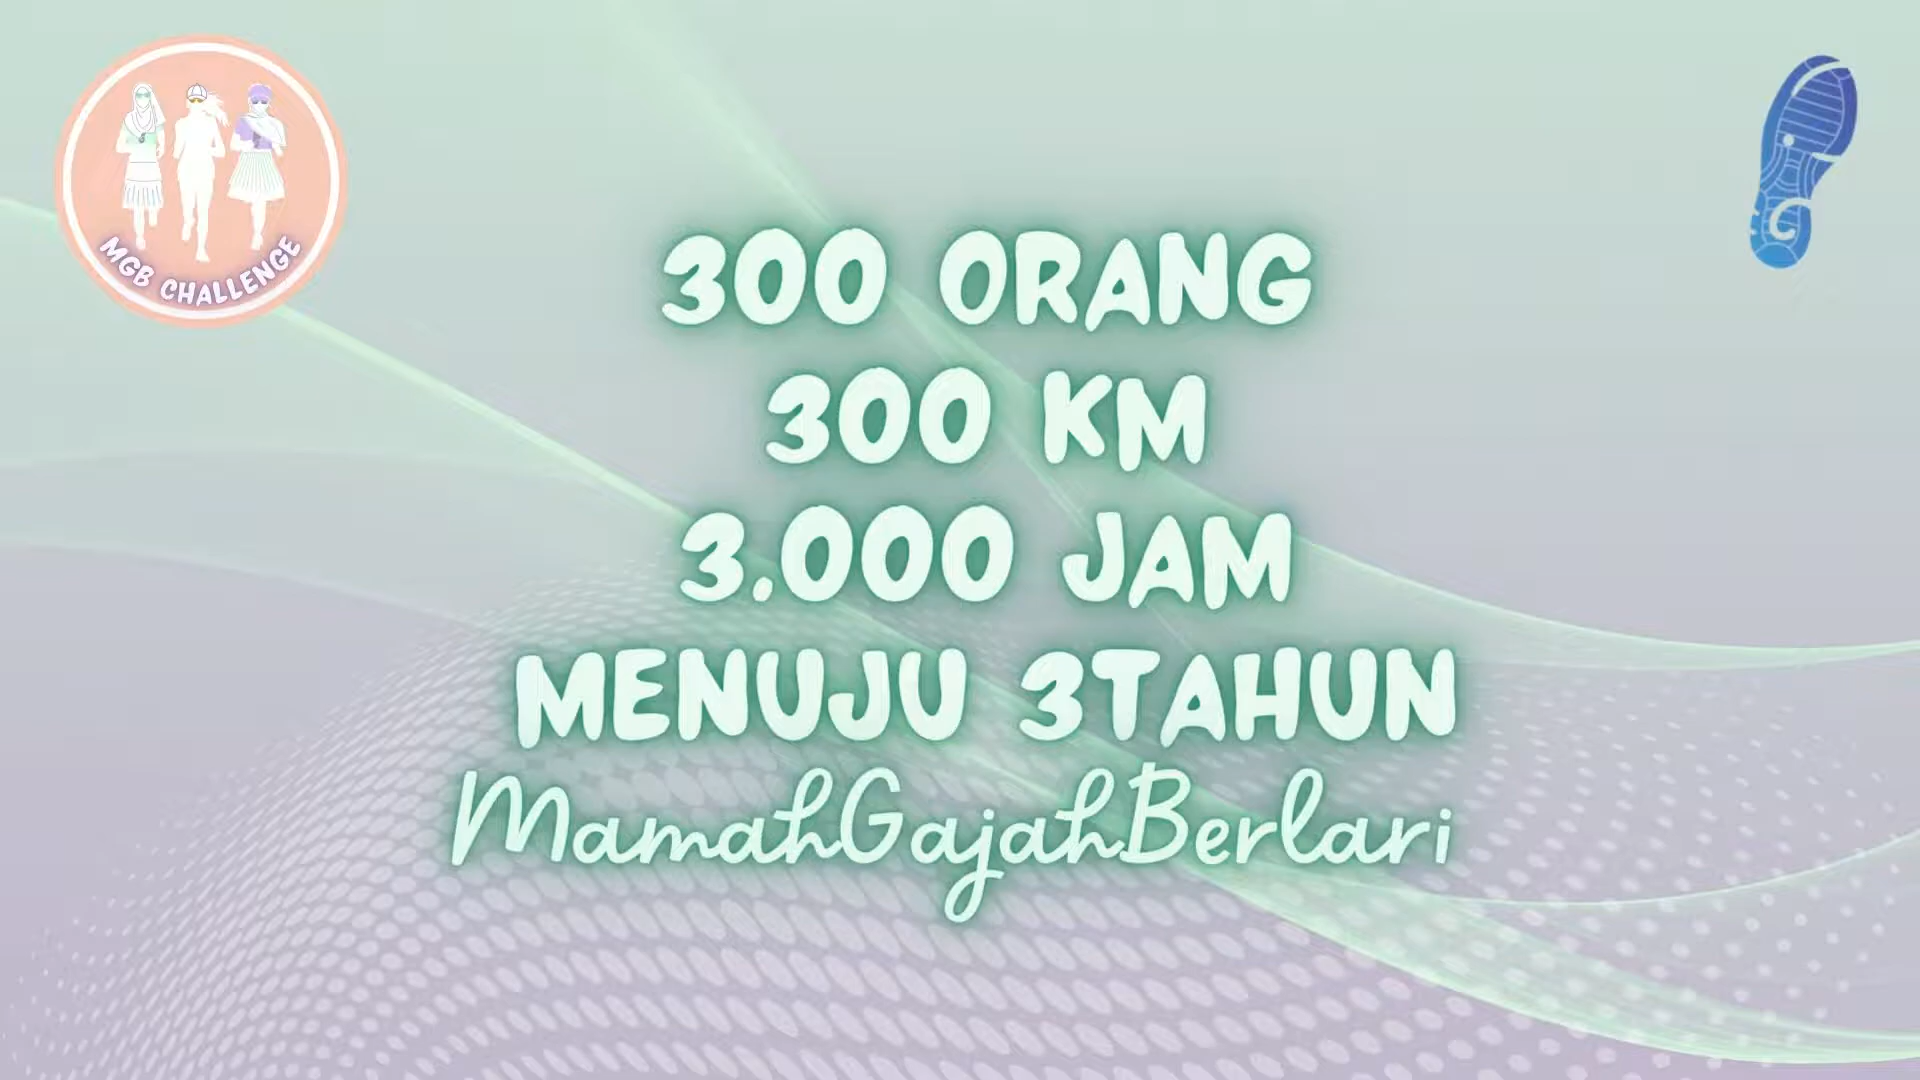 MGB CHALLENGE
300 ORANG
300 KM
3.000 JAM
MENUJU 3TAHUN
MamahGajahBerlari